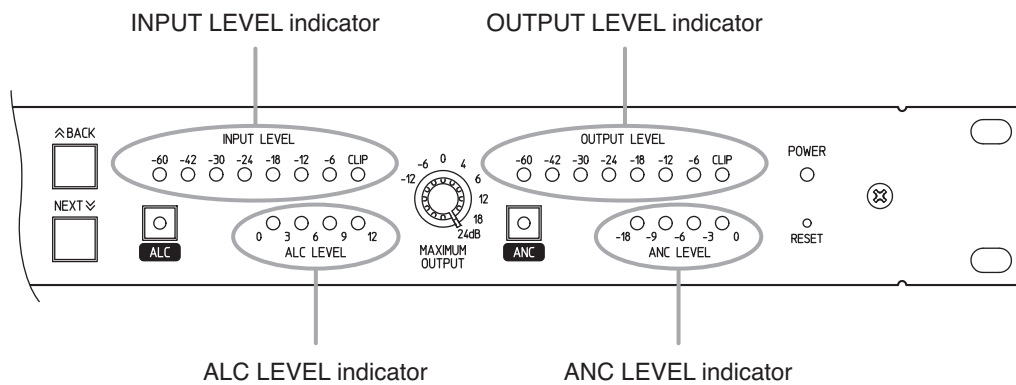 INPUT LEVEL indicator
OUTPUT LEVEL indicator
BACK
NEXT
INPUT LEVEL
-60 -42 -30 -24 -18 -12 -6 CLIP
ALC
0 3 6 9 12
ALC LEVEL
-12 -6 0 4 6 12 18 24dB
MAXIMUM
OUTPUT
OUTPUT LEVEL
-60 -42 -30 -24 -18 -12 -6 CLIP
ANC
-18 -9 -6 -3 0
ANC LEVEL
POWER
RESET
ALC LEVEL indicator
ANC LEVEL indicator